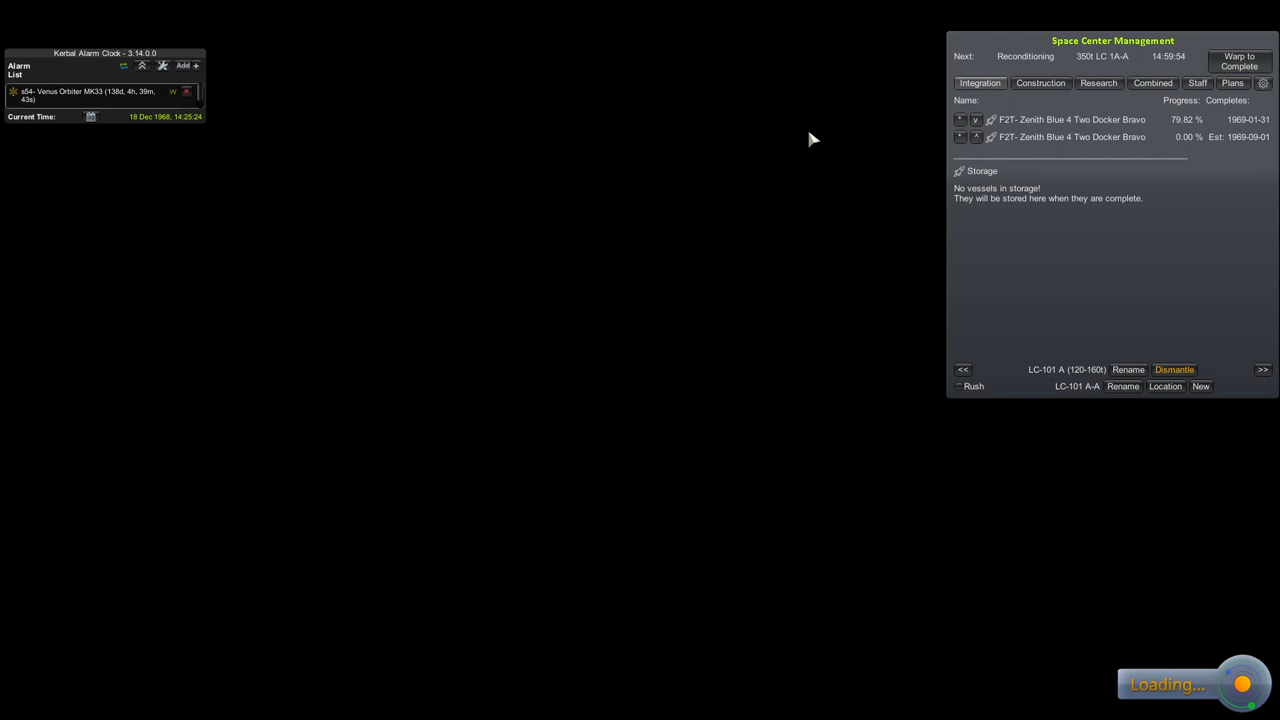 Kerbal Alarm Clock - 3.14.0.0
Alarm List
Add +
s54- Venus Orbiter MK33 (138d, 4h, 39m, 43s)
W
Current Time: 18 Dec 1968, 14:25:24
Space Center Management
Next: Reconditioning 350t LC 1A-A 14:59:54 Warp to Complete
Integration Construction Research Combined Staff Plans
Name: Progress: Completes:
* v F2T- Zenith Blue 4 Two Docker Bravo 79.82 % 1969-01-31
* ^ F2T- Zenith Blue 4 Two Docker Bravo 0.00 % Est: 1969-09-01
Storage
No vessels in storage!
They will be stored here when they are complete.
<< LC-101 A (120-160t) Rename Dismantle >>
Rush LC-101 A-A Rename Location New
Loading...